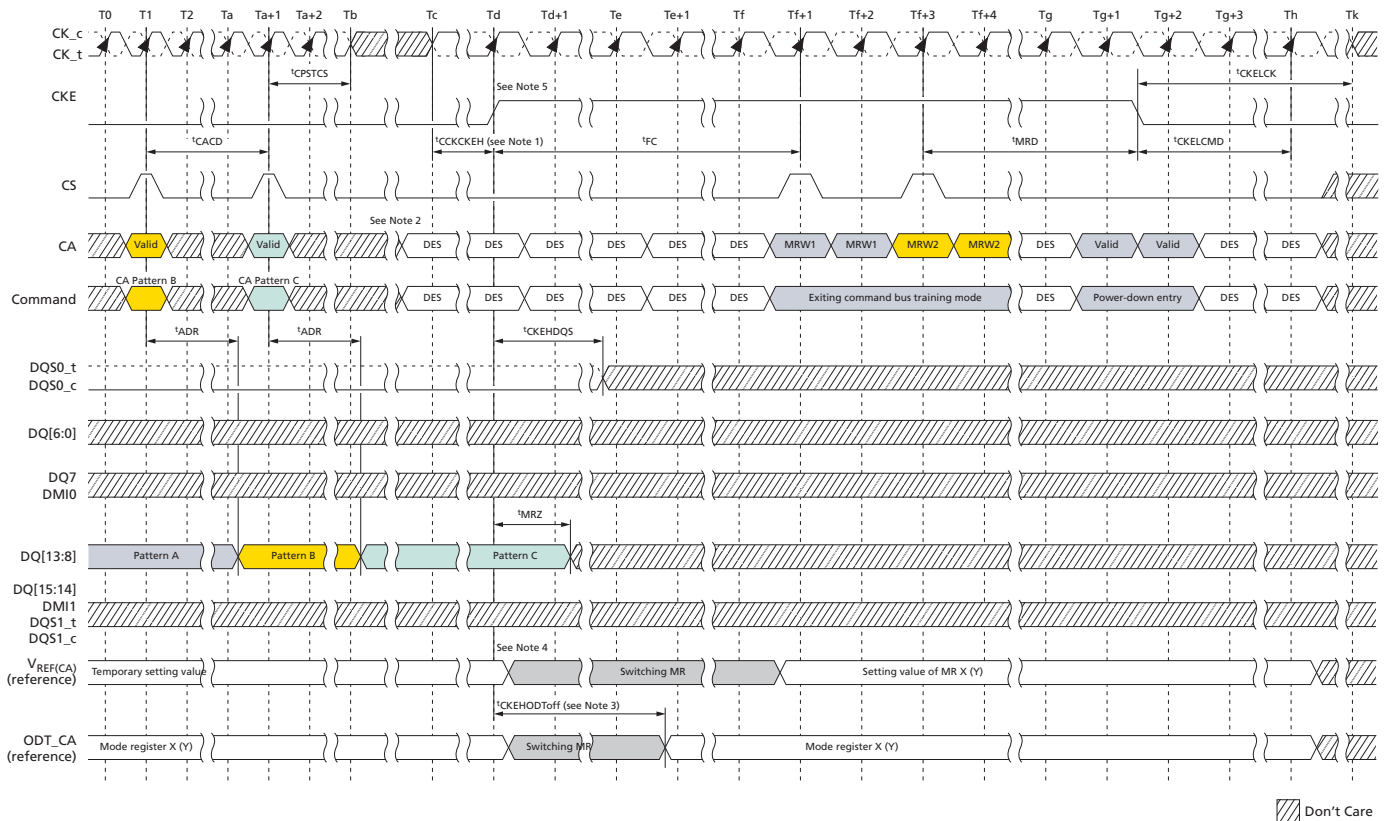 T0 T1 T2 Ta Ta+1 Ta+2 Tb Tc Td Td+1 Te Te+1 Tf Tf+1 Tf+2 Tf+3 Tf+4 Tg Tg+1 Tg+2 Tg+3 Th Tk
CK_c
CK_t
tCPSTCS tCKELCK
CKE See Note 5
tCACD tCCKCKEH (see Note 1) tFC tMRD tCKELCMD
CS
See Note 2
CA Valid Valid DES DES DES DES DES DES MRW1 MRW1 MRW2 MRW2 DES Valid Valid DES DES
CA Pattern B CA Pattern C
Command DES DES DES DES DES DES Exiting command bus training mode DES Power-down entry DES DES
tADR tADR tCKEHDQS
DQS0_t
DQS0_c
DQ[6:0]
DQ7
DMI0
tMRZ
DQ[13:8] Pattern A Pattern B Pattern C
DQ[15:14]
DMI1
DQS1_t
DQS1_c
See Note 4
VREF(CA)
(reference) Temporary setting value Switching MR Setting value of MR X (Y)
tCKEHODToff (see Note 3)
ODT_CA
(reference) Mode register X (Y) Switching MR Mode register X (Y)
Don't Care